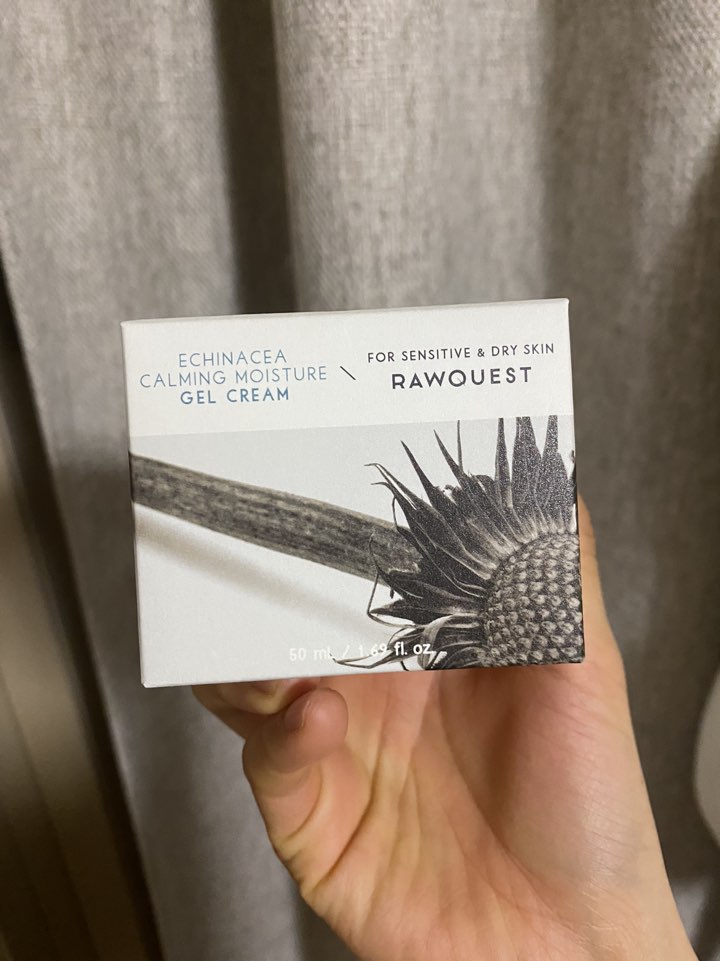 ECHINACEA
CALMING MOISTURE
GEL CREAM
FOR SENSITIVE & DRY SKIN
RAWQUEST
50 mL / 1.69 fl. oz.